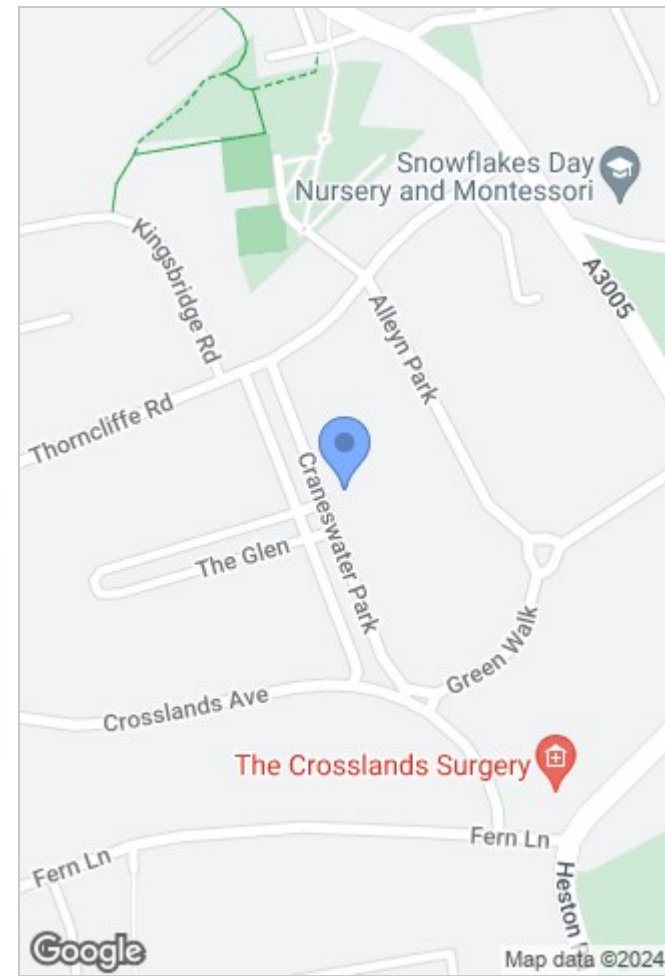 Snowflakes Day
Nursery and Montessori
Kingsbridge Rd
A3005
Alleyn Park
Thorncliffe Rd
Craneswater Park
The Glen
Green Walk
Crosslands Ave
The Crosslands Surgery
Fern Ln
Fern Ln
Heston
Google
Map data ©2024